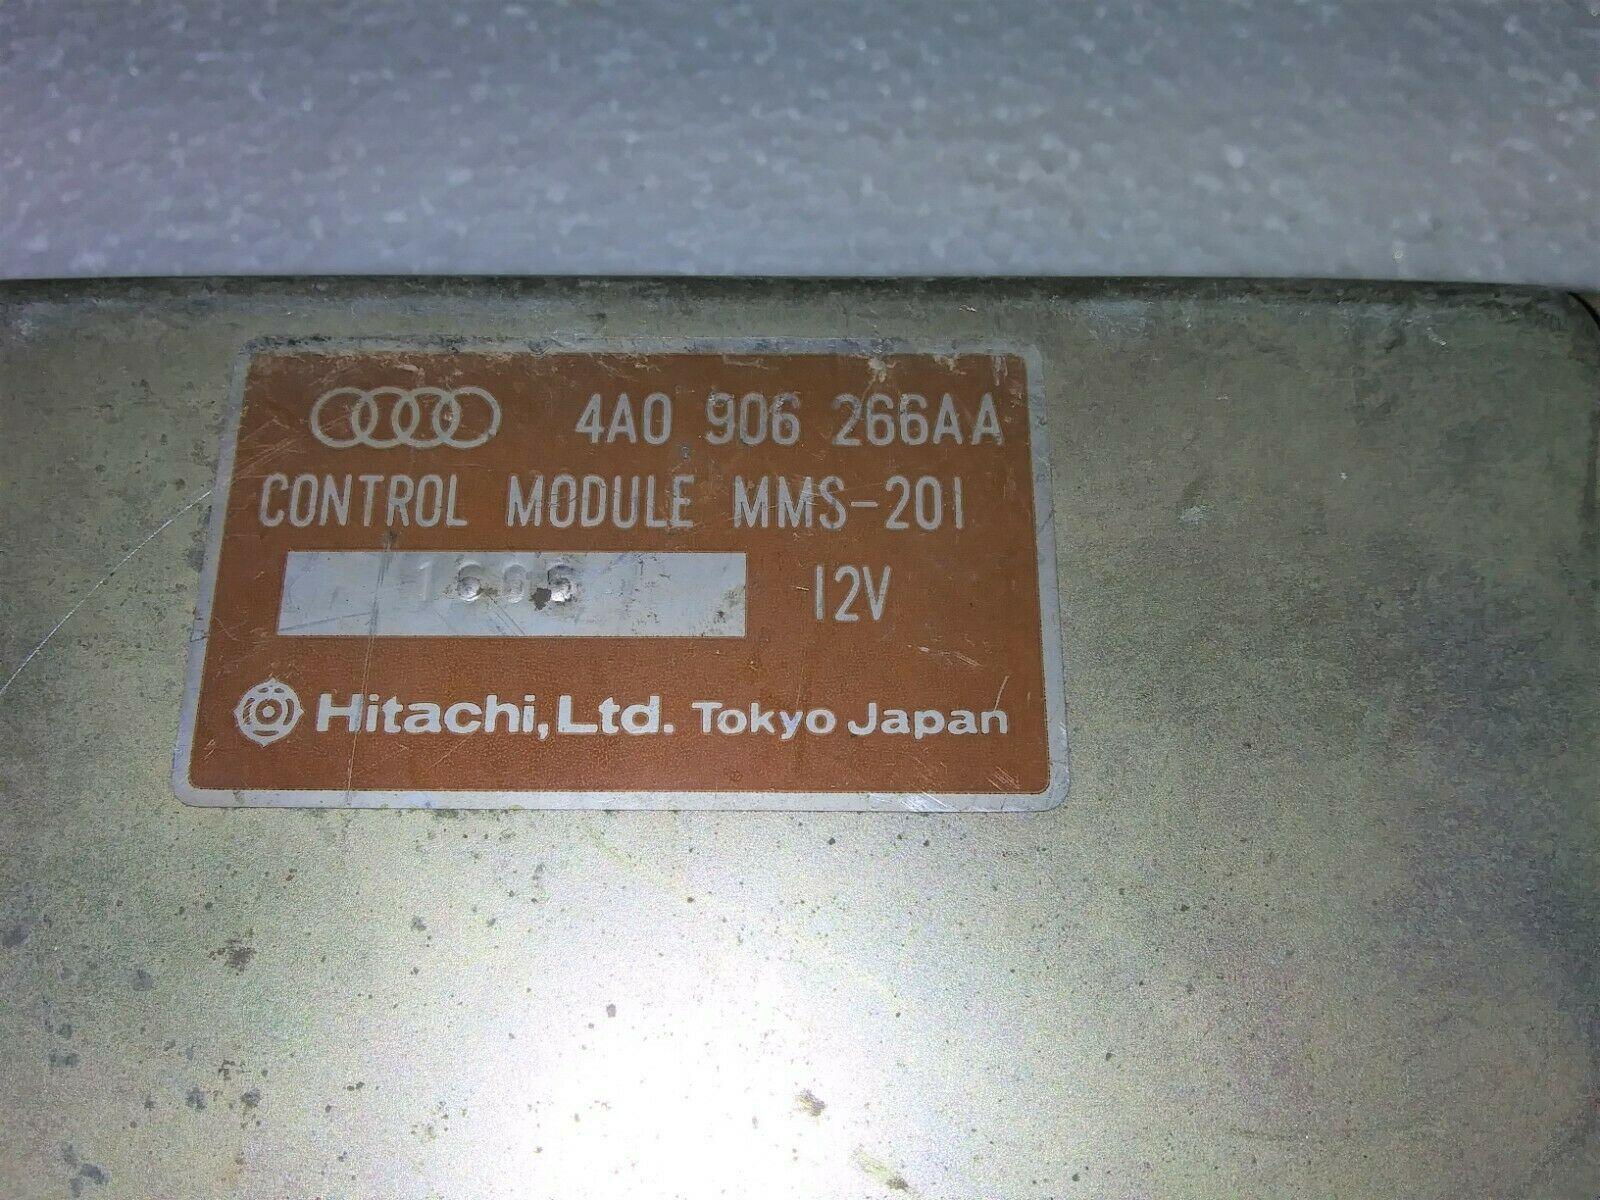 4A0 906 266AA
CONTROL MODULE MMS-201
12V
Hitachi, Ltd. Tokyo Japan